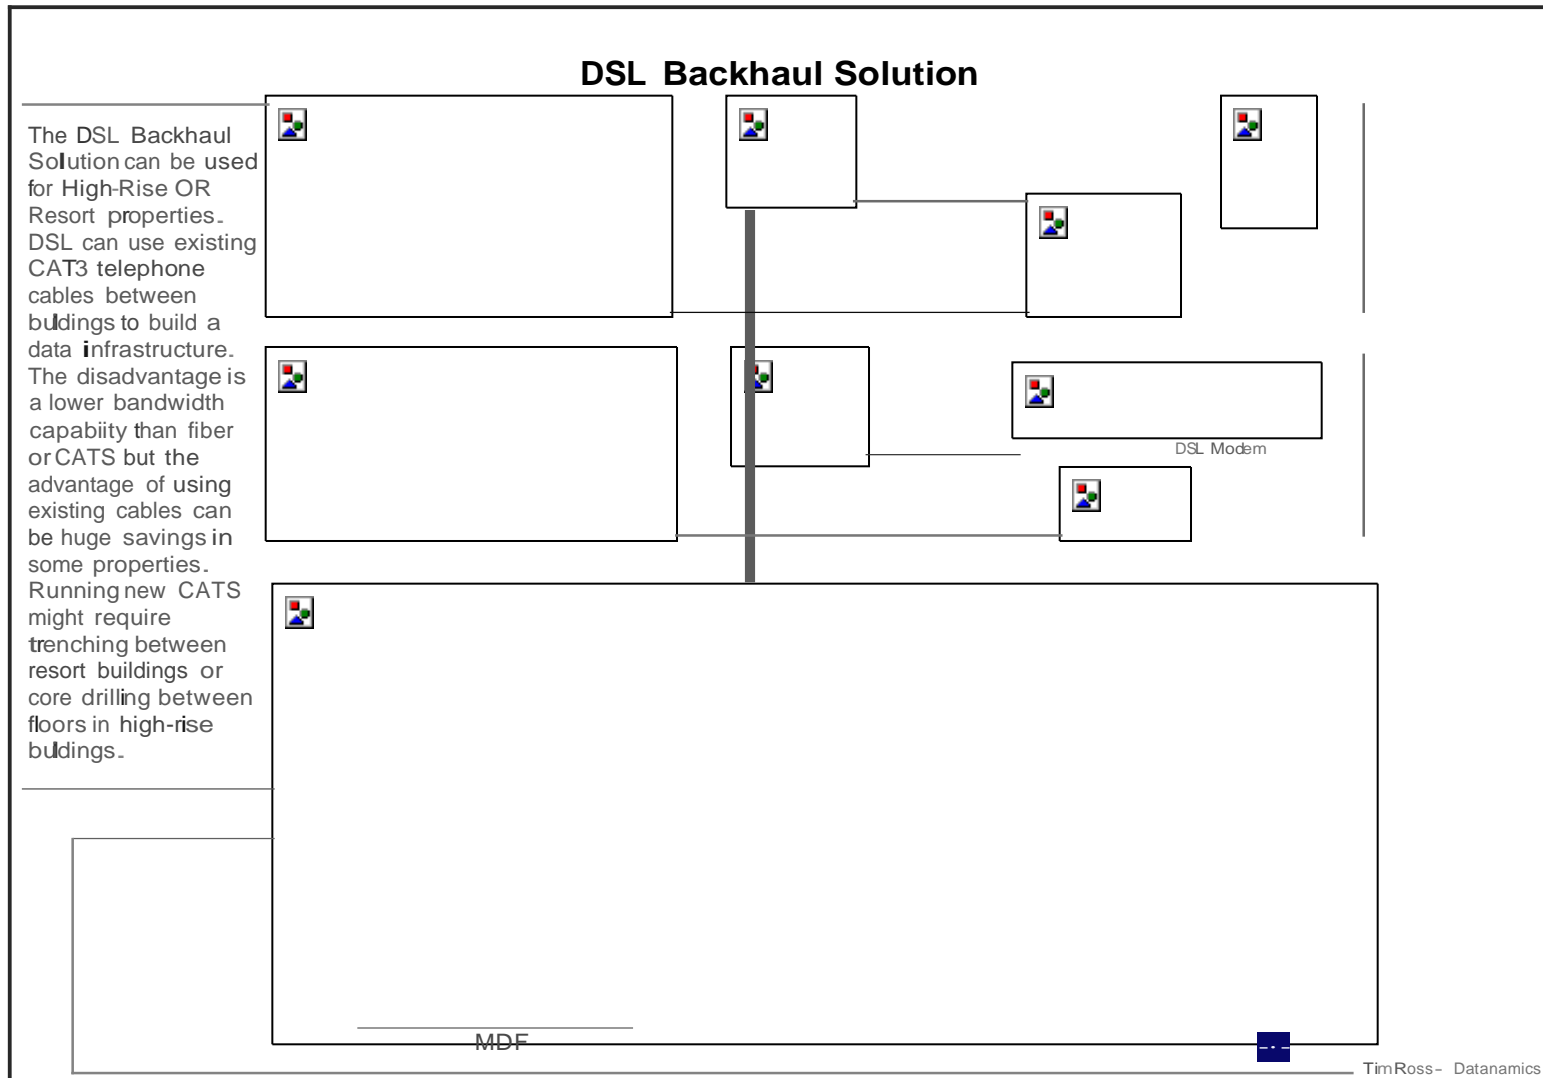 DSL Backhaul Solution
The DSL Backhaul
Solution can be used
for High-Rise OR
Resort properties.
DSL can use existing
CAT3 telephone
cables between
buldings to build a
data infrastructure.
The disadvantage is
a lower bandwidth
capabiity than fiber
or CATS but the
advantage of using
existing cables can
be huge savings in
some properties.
Running new CATS
might require
trenching between
resort buildings or
core drilling between
floors in high-rise
buldings.
DSL Modem
MDF
Tim Ross- Datanamics